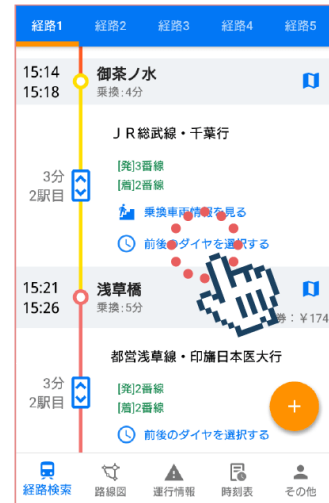 経路1 経路2 経路3 経路4 経路5
15:14 御茶ノ水
15:18 乗換:4分
ＪＲ総武線・千葉行
[発]3番線
3分 [着]2番線
2駅目
乗換車両情報を見る
前後のダイヤを選択する
15:21 浅草橋
15:26 乗換:5分
券：￥174
都営浅草線・印旛日本医大行
3分 [発]2番線
2駅目 [着]2番線
前後のダイヤを選択する
+
経路検索 路線図 運行情報 時刻表 その他